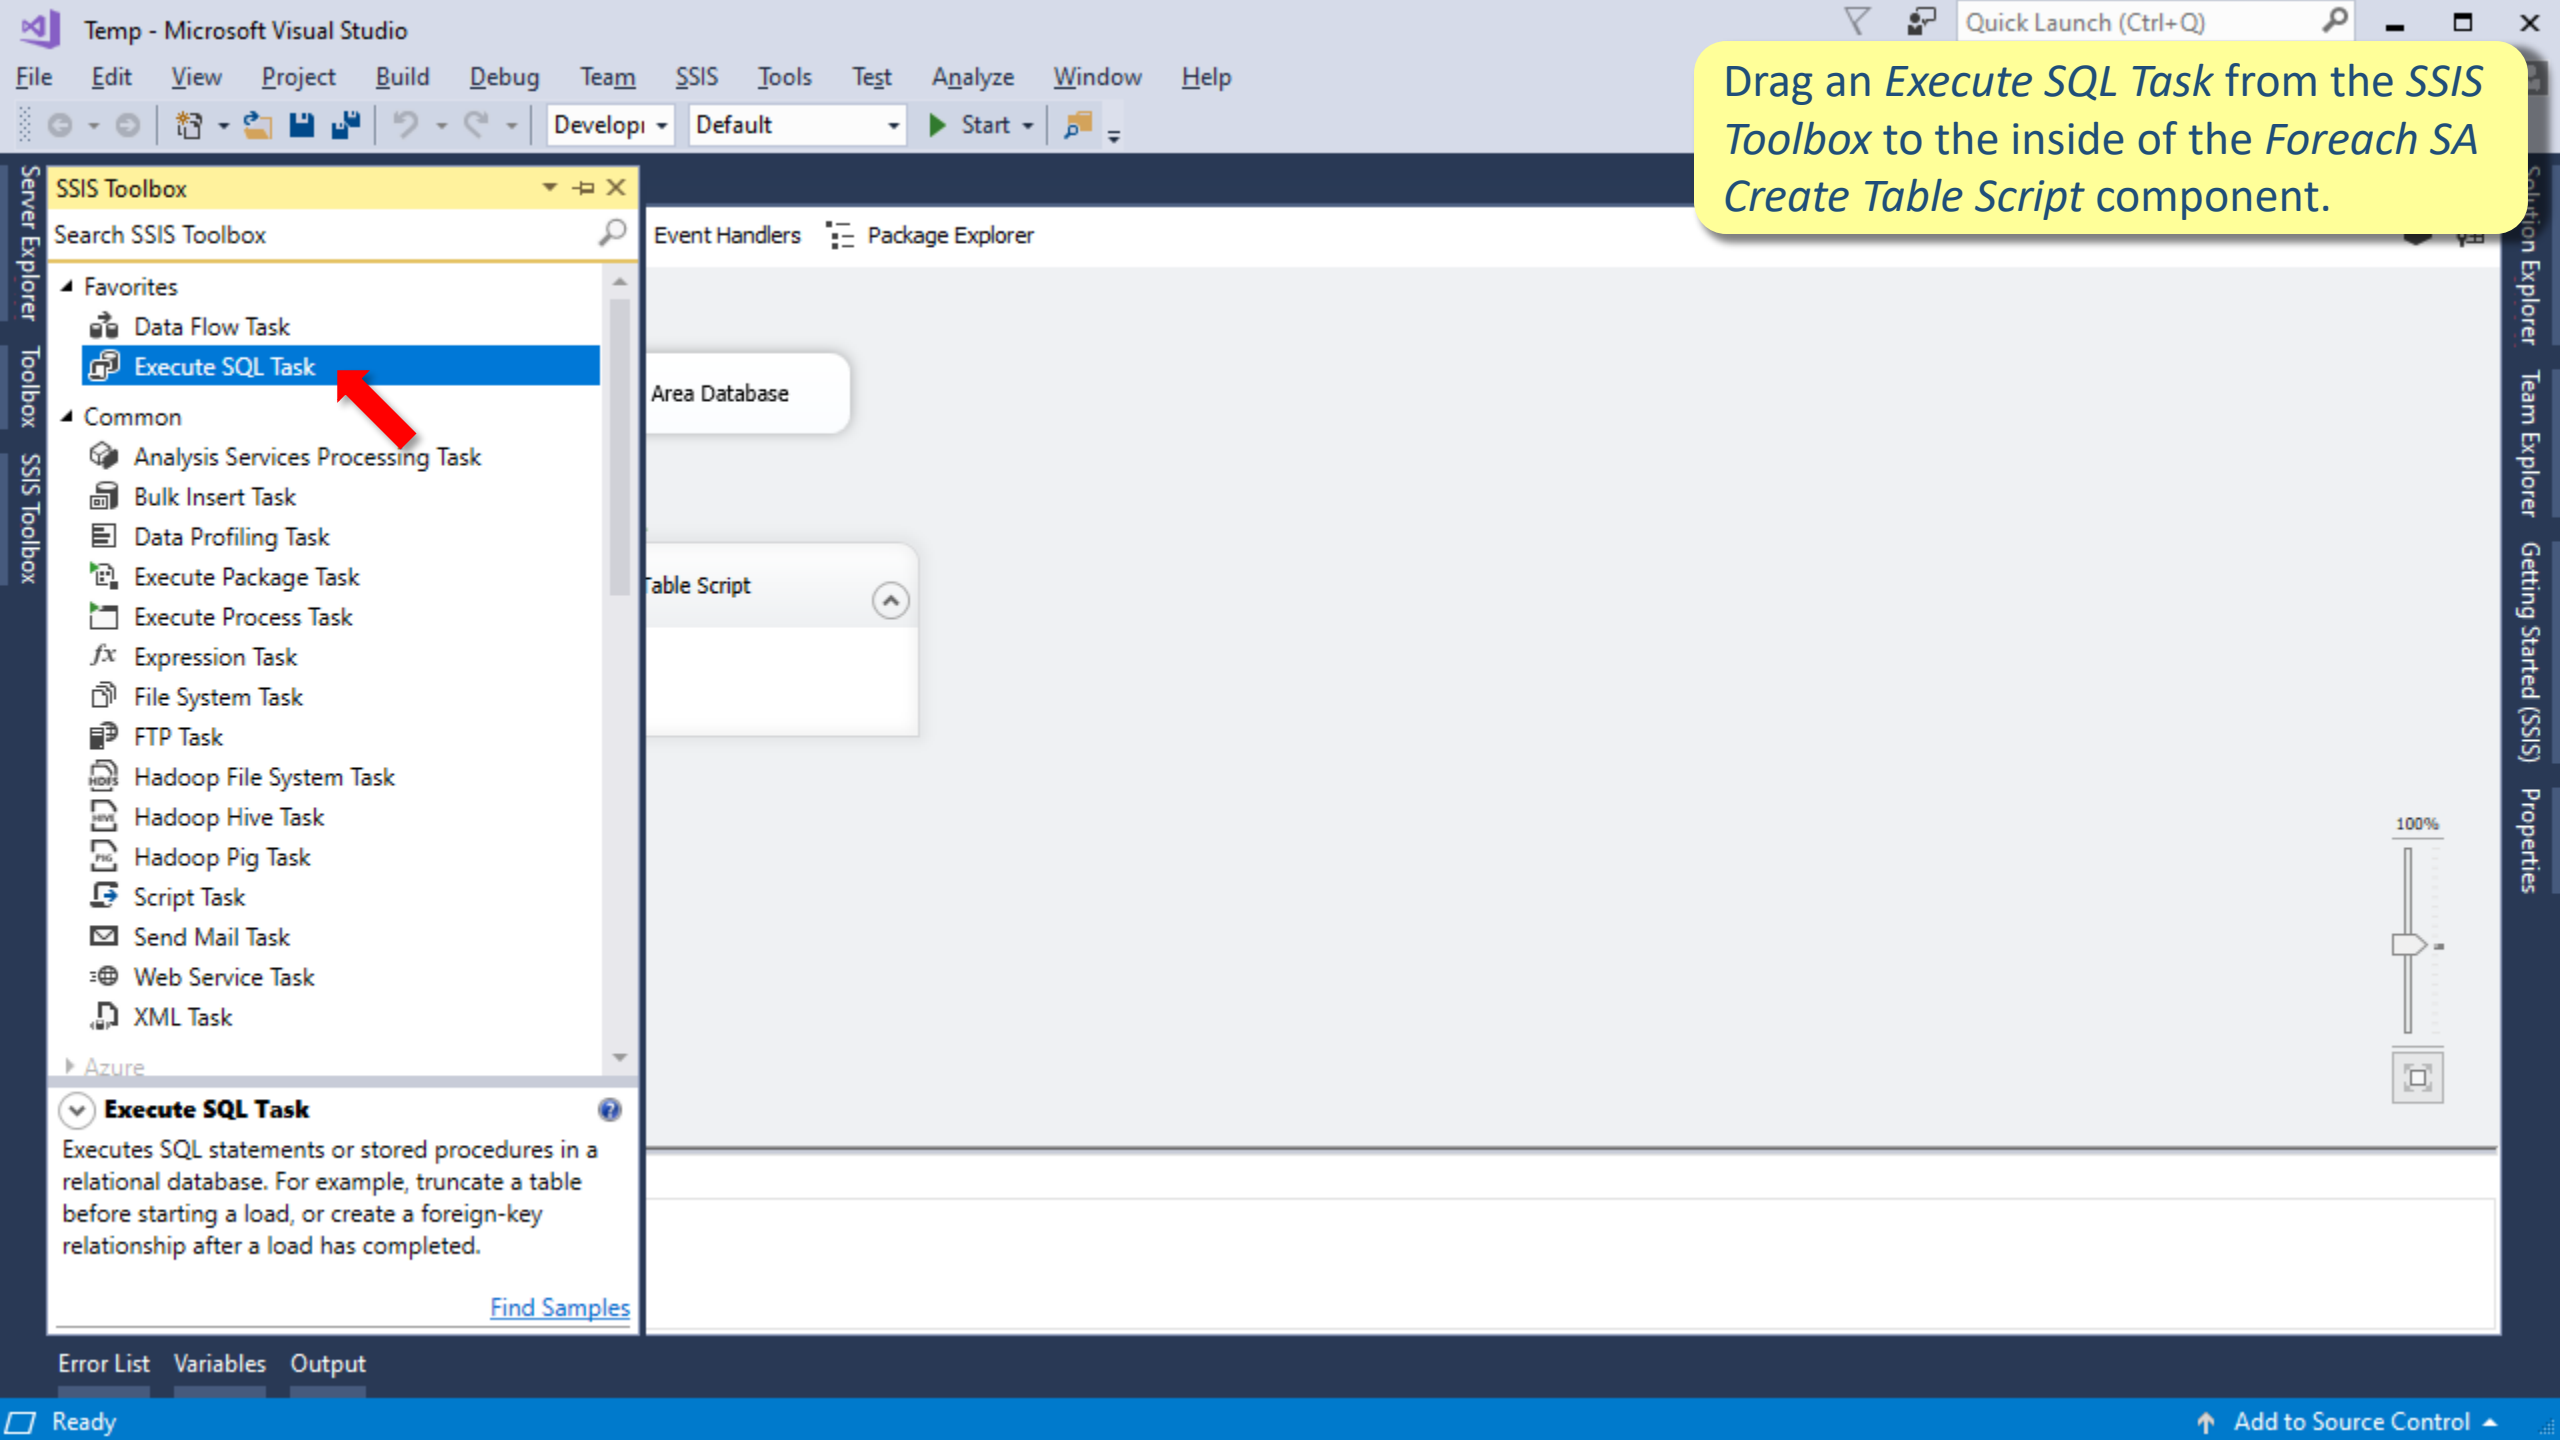 Temp - Microsoft Visual Studio
Quick Launch (Ctrl+Q)
File Edit View Project Build Debug Team SSIS Tools Test Analyze Window Help
Default
Start
Drag an Execute SQL Task from the SSIS
Toolbox to the inside of the Foreach SA
Create Table Script component.
Server Explorer
Toolbox
SSIS Toolbox
SSIS Toolbox
Search SSIS Toolbox
Favorites
Data Flow Task
Execute SQL Task
Common
Analysis Services Processing Task
Bulk Insert Task
Data Profiling Task
Execute Package Task
Execute Process Task
Expression Task
File System Task
FTP Task
Hadoop File System Task
Hadoop Hive Task
Hadoop Pig Task
Script Task
Send Mail Task
Web Service Task
XML Task
Azure
Execute SQL Task
Executes SQL statements or stored procedures in a
relational database. For example, truncate a table
before starting a load, or create a foreign-key
relationship after a load has completed.
Find Samples
Event Handlers
Package Explorer
Area Database
Table Script
100%
Solution Explorer
Team Explorer
Getting Started (SSIS)
Properties
Error List Variables Output
Ready
Add to Source Control